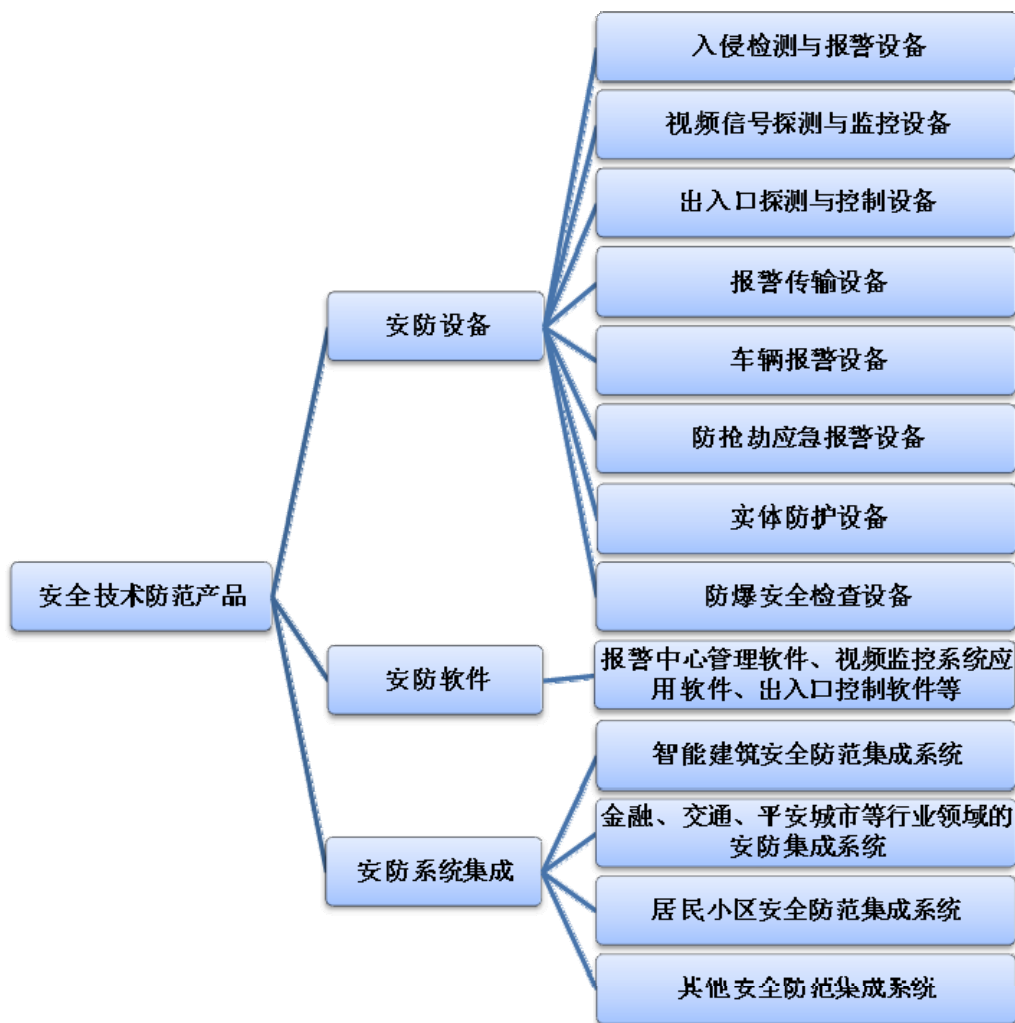 入侵检测与报警设备
视频信号探测与监控设备
出入口探测与控制设备
报警传输设备
安防设备
车辆报警设备
防抢劫应急报警设备
实体防护设备
安全技术防范产品
防爆安全检查设备
安防软件
报警中心管理软件、视频监控系统应
用软件、出入口控制软件等
智能建筑安全防范集成系统
金融、交通、平安城市等行业领域的
安防集成系统
安防系统集成
居民小区安全防范集成系统
其他安全防范集成系统